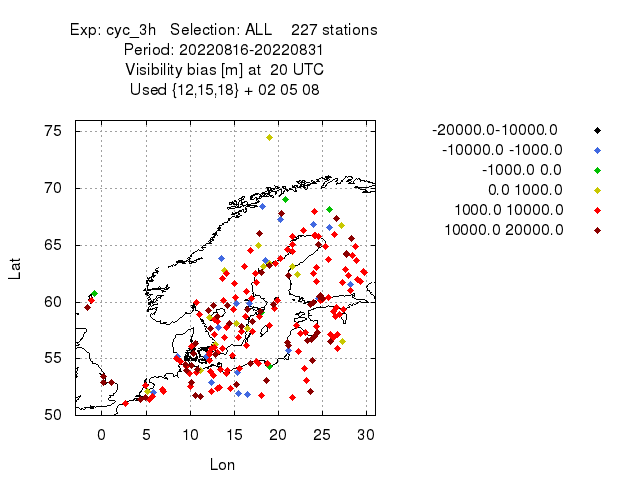 Exp: cyc_3h   Selection: ALL    227 stations
Period: 20220816-20220831
Visibility bias [m] at  20 UTC
Used {12,15,18} + 02 05 08
-20000.0-10000.0
-10000.0 -1000.0
-1000.0 0.0
0.0 1000.0
1000.0 10000.0
10000.0 20000.0
75
70
65
60
55
50
Lat
0 5 10 15 20 25 30
Lon